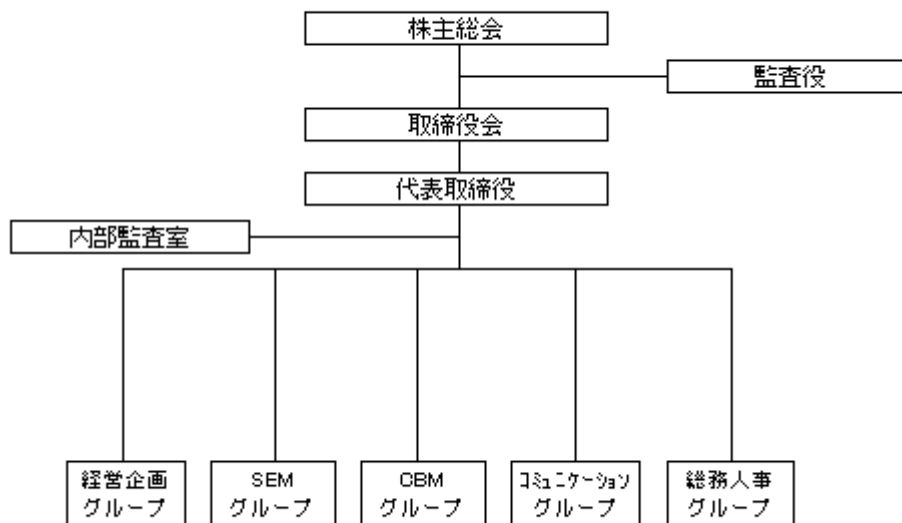 株主総会
監査役
取締役会
代表取締役
内部監査室
経営企画
グループ
SEM
グループ
CBM
グループ
ｺﾐｭﾆｹｰｼｮﾝ
グループ
総務人事
グループ